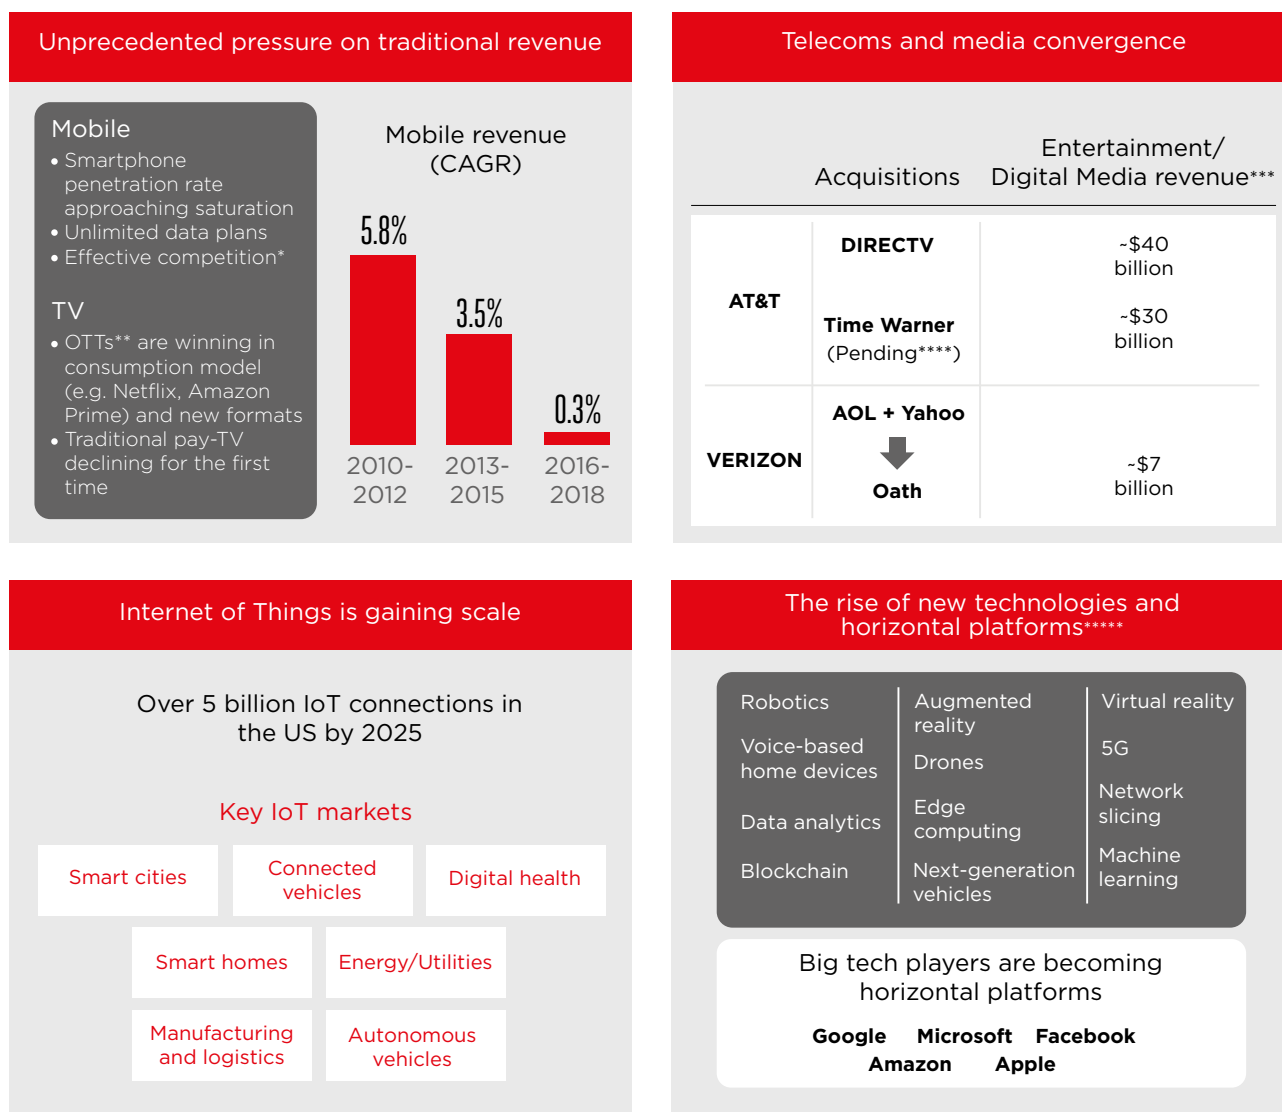 Unprecedented pressure on traditional revenue
Mobile
• Smartphone
penetration rate
approaching saturation
• Unlimited data plans
• Effective competition*
TV
• OTTs** are winning in
consumption model
(e.g. Netflix, Amazon
Prime) and new formats
• Traditional pay-TV
declining for the first
time
Mobile revenue
(CAGR)
5.8%
3.5%
0.3%
2010-
2012
2013-
2015
2016-
2018
Telecoms and media convergence
Acquisitions
Entertainment/
Digital Media revenue***
AT&T
DIRECTV
~$40
billion
Time Warner
(Pending****)
~$30
billion
VERIZON
AOL + Yahoo
Oath
~$7
billion
Internet of Things is gaining scale
Over 5 billion IoT connections in
the US by 2025
Key IoT markets
Smart cities
Connected
vehicles
Digital health
Smart homes
Energy/Utilities
Manufacturing
and logistics
Autonomous
vehicles
The rise of new technologies and
horizontal platforms*****
Robotics
Voice-based
home devices
Data analytics
Blockchain
Augmented
reality
Drones
Edge
computing
Next-generation
vehicles
Virtual reality
5G
Network
slicing
Machine
learning
Big tech players are becoming
horizontal platforms
Google Microsoft Facebook
Amazon Apple